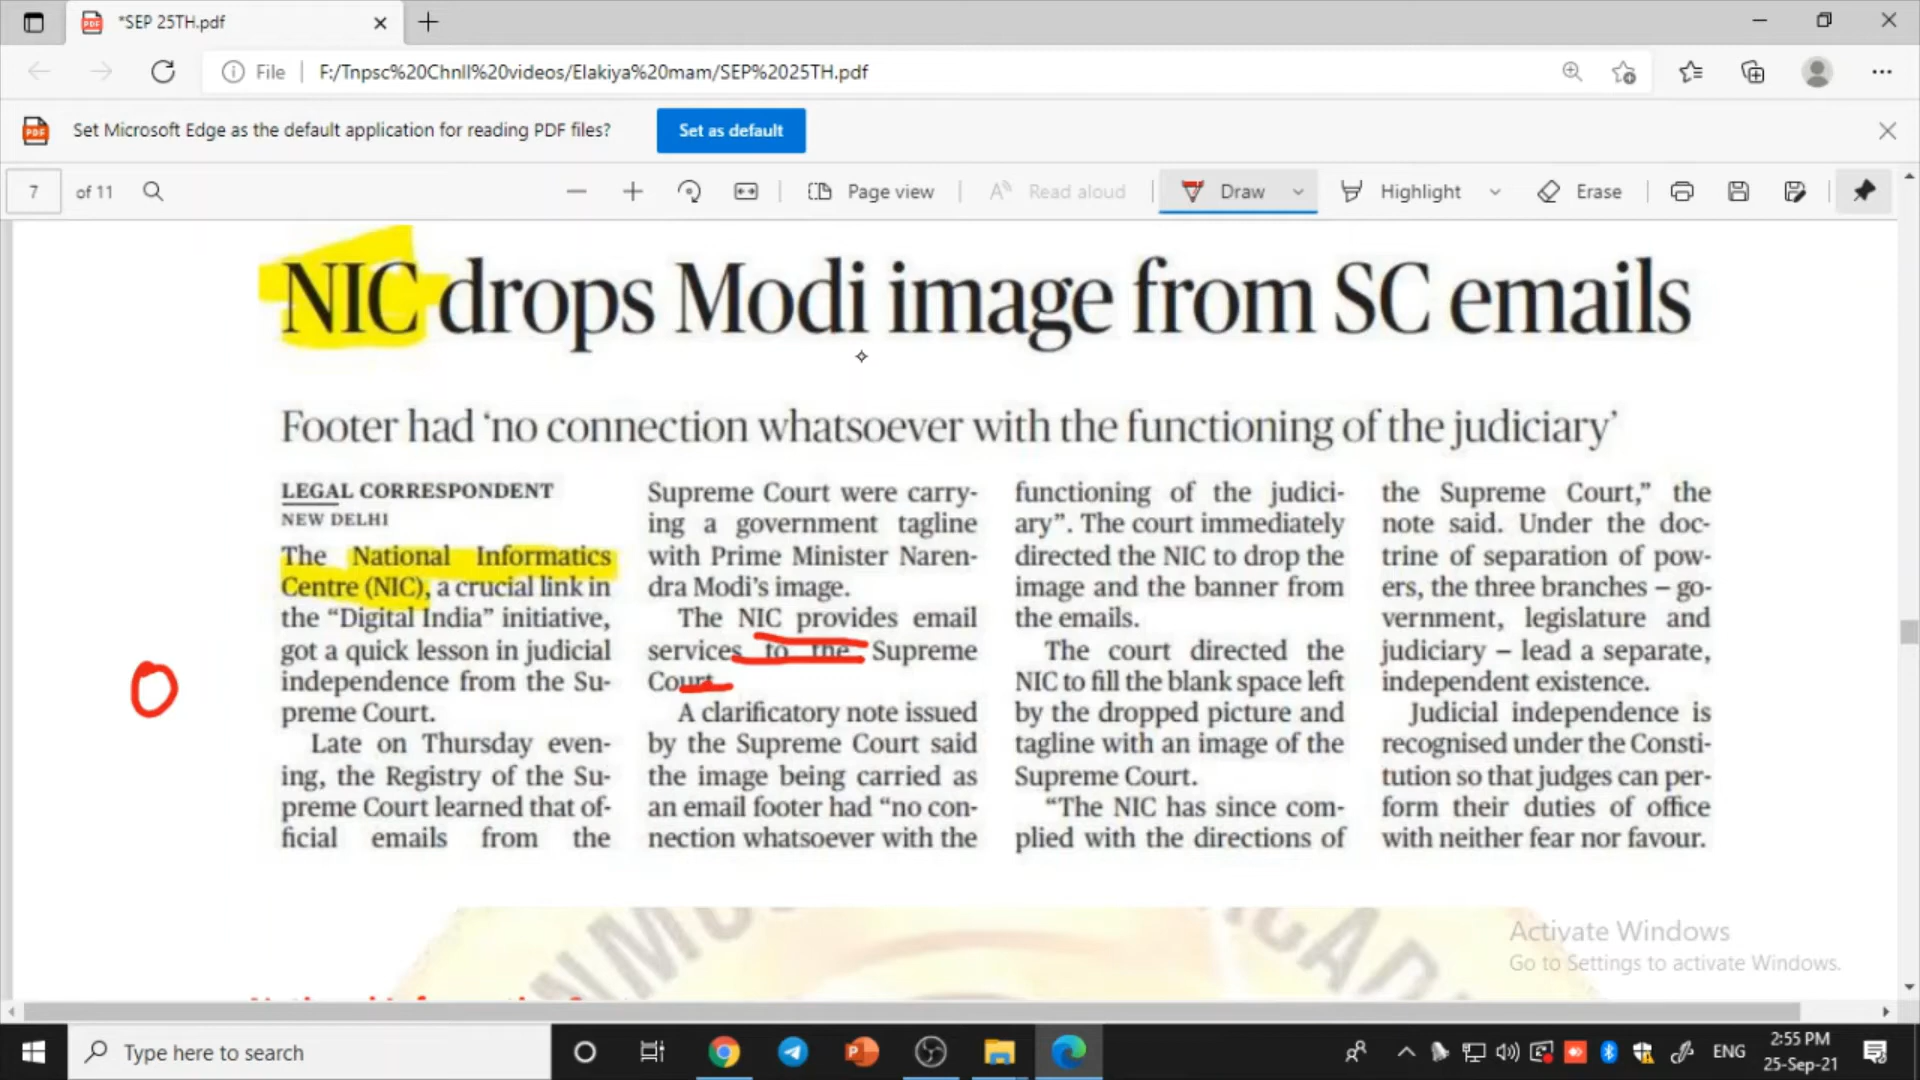 *SEP 25TH.pdf
File F:/Tnpsc%20Chnll%20videos/Elakiya%20mam/SEP%2025TH.pdf
Set Microsoft Edge as the default application for reading PDF files? Set as default
7 of 11 Page view Read aloud Draw Highlight Erase
NIC drops Modi image from SC emails
Footer had ‘no connection whatsoever with the functioning of the judiciary’
LEGAL CORRESPONDENT
NEW DELHI
The National Informatics
Centre (NIC), a crucial link in
the “Digital India” initiative,
got a quick lesson in judicial
independence from the Su-
preme Court.
Late on Thursday even-
ing, the Registry of the Su-
preme Court learned that of-
ficial emails from the
Supreme Court were carry-
ing a government tagline
with Prime Minister Naren-
dra Modi’s image.
The NIC provides email
services to the Supreme
Court.
A clarificatory note issued
by the Supreme Court said
the image being carried as
an email footer had “no con-
nection whatsoever with the
functioning of the judici-
ary”. The court immediately
directed the NIC to drop the
image and the banner from
the emails.
The court directed the
NIC to fill the blank space left
by the dropped picture and
tagline with an image of the
Supreme Court.
“The NIC has since com-
plied with the directions of
the Supreme Court,” the
note said. Under the doc-
trine of separation of pow-
ers, the three branches – go-
vernment, legislature and
judiciary – lead a separate,
independent existence.
Judicial independence is
recognised under the Consti-
tution so that judges can per-
form their duties of office
with neither fear nor favour.
Activate Windows
Go to Settings to activate Windows.
Type here to search
ENG
2:55 PM
25-Sep-21